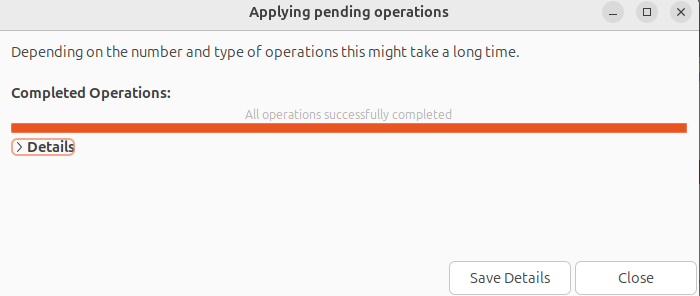 Applying pending operations
Depending on the number and type of operations this might take a long time.
Completed Operations:
All operations successfully completed
Details
Save Details
Close